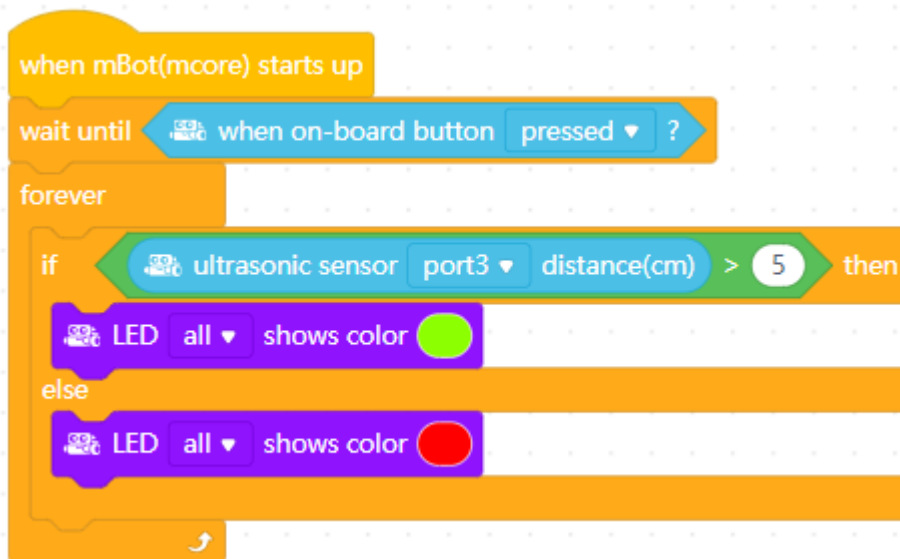 when mBot(mcore) starts up
wait until when on-board button pressed ?
forever
if ultrasonic sensor port3 distance(cm) > 5 then
LED all shows color
else
LED all shows color